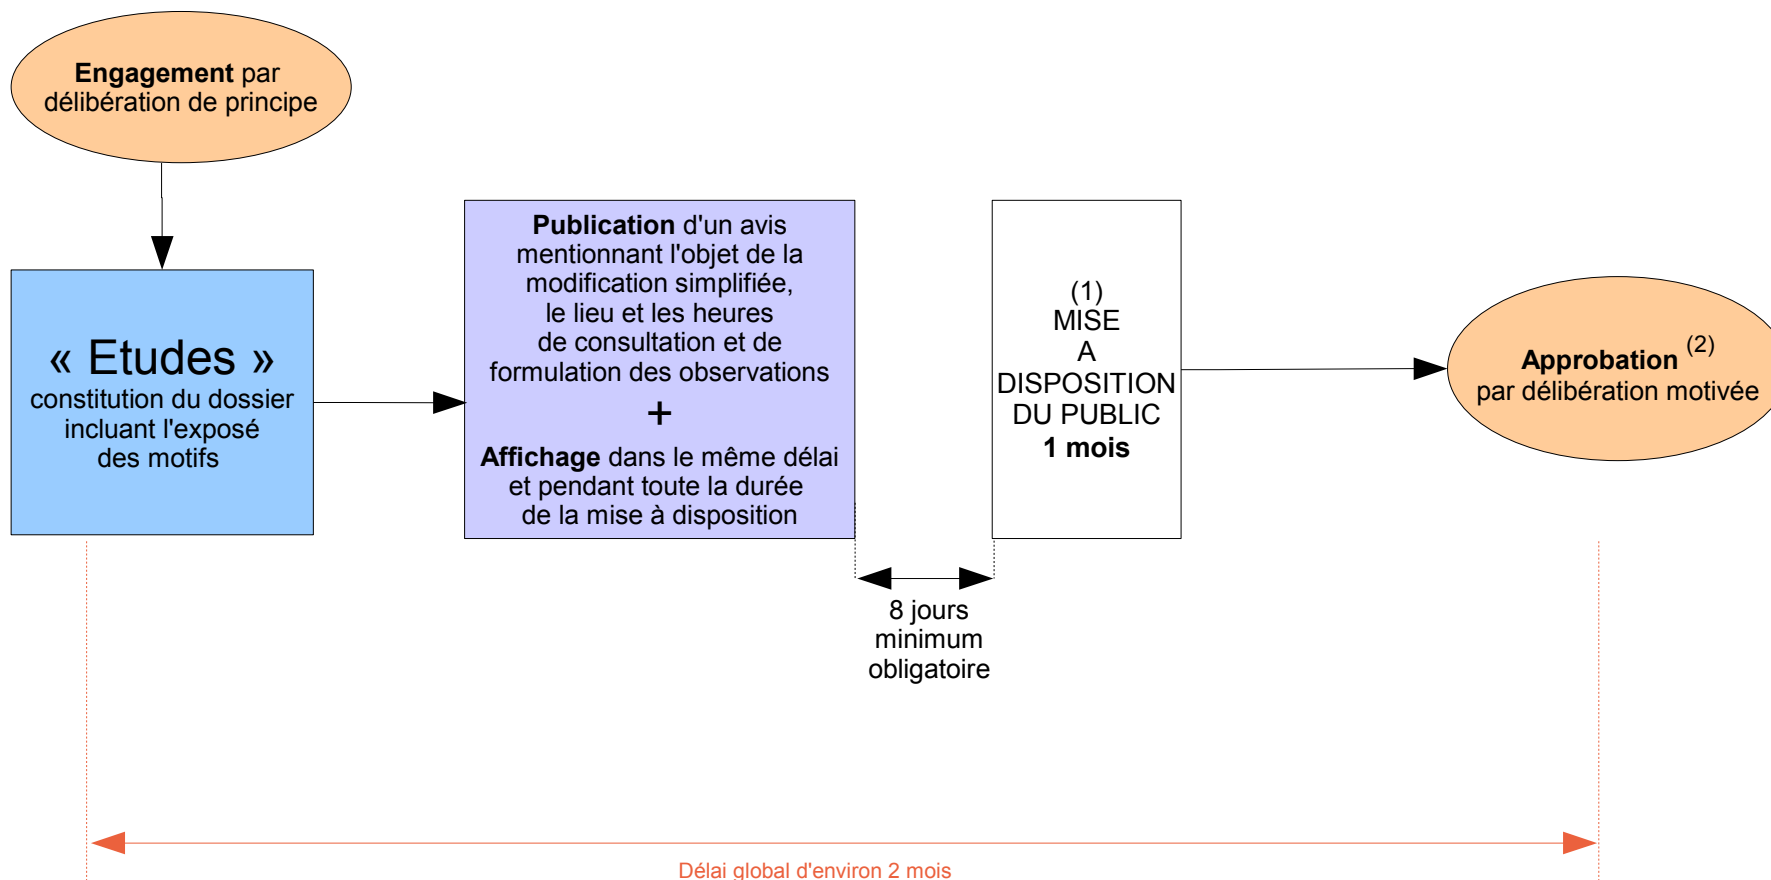 Engagement par
délibération de principe
« Etudes »
constitution du dossier
incluant l'exposé
des motifs
Publication d'un avis
mentionnant l'objet de la
modification simplifiée,
le lieu et les heures
de consultation et de
formulation des observations
+
Affichage dans le même délai
et pendant toute la durée
de la mise à disposition
8 jours
minimum
obligatoire
(1)
MISE
A
DISPOSITION
DU PUBLIC
1 mois
Approbation (2)
par délibération motivée
Délai global d'environ 2 mois